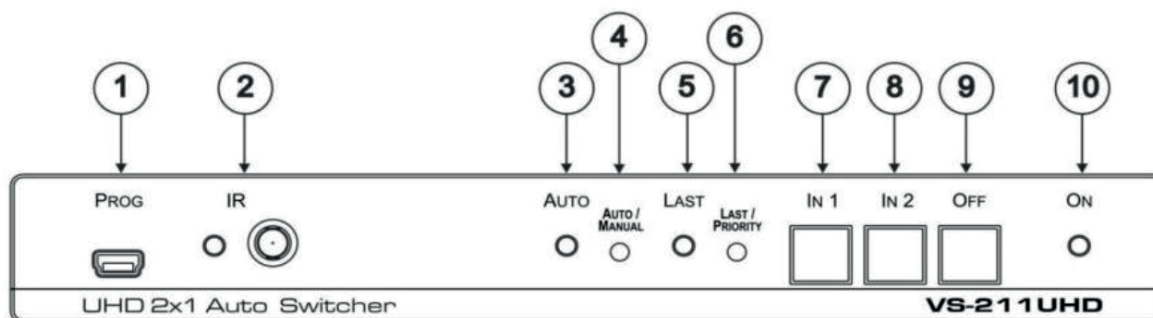 1 2 3 4 5 6 7 8 9 10
PROG IR AUTO AUTO / MANUAL LAST LAST / PRIORITY IN 1 IN 2 OFF ON
UHD 2x1 Auto Switcher VS-211UHD